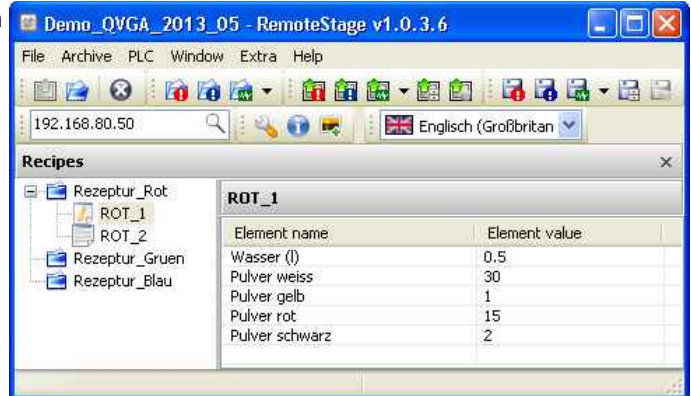 Demo_QVGA_2013_05 - RemoteStage v1.0.3.6
File Archive PLC Window Extra Help
192.168.80.50 Englisch (Großbritan
Recipes
Rezeptur_Rot
ROT_1
ROT_2
Rezeptur_Gruen
Rezeptur_Blau
ROT_1
Element name Element value
Wasser (l) 0.5
Pulver weiss 30
Pulver gelb 1
Pulver rot 15
Pulver schwarz 2